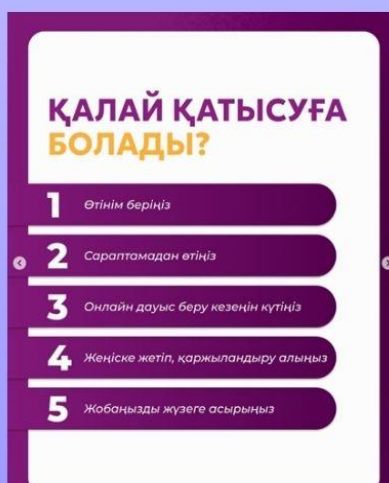 ҚАЛАЙ ҚАТЫСУҒА
БОЛАДЫ?
1 Өтінім беріңіз
2 Сараптамадан өтіңіз
3 Онлайн дауыс беру кезеңін күтіңіз
4 Жеңіске жетіп, қаржыландыру алыңыз
5 Жобаңызды жүзеге асырыңыз